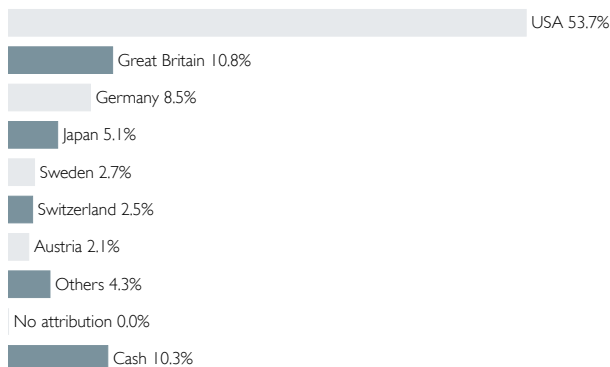 USA 53.7%
Great Britain 10.8%
Germany 8.5%
Japan 5.1%
Sweden 2.7%
Switzerland 2.5%
Austria 2.1%
Others 4.3%
No attribution 0.0%
Cash 10.3%